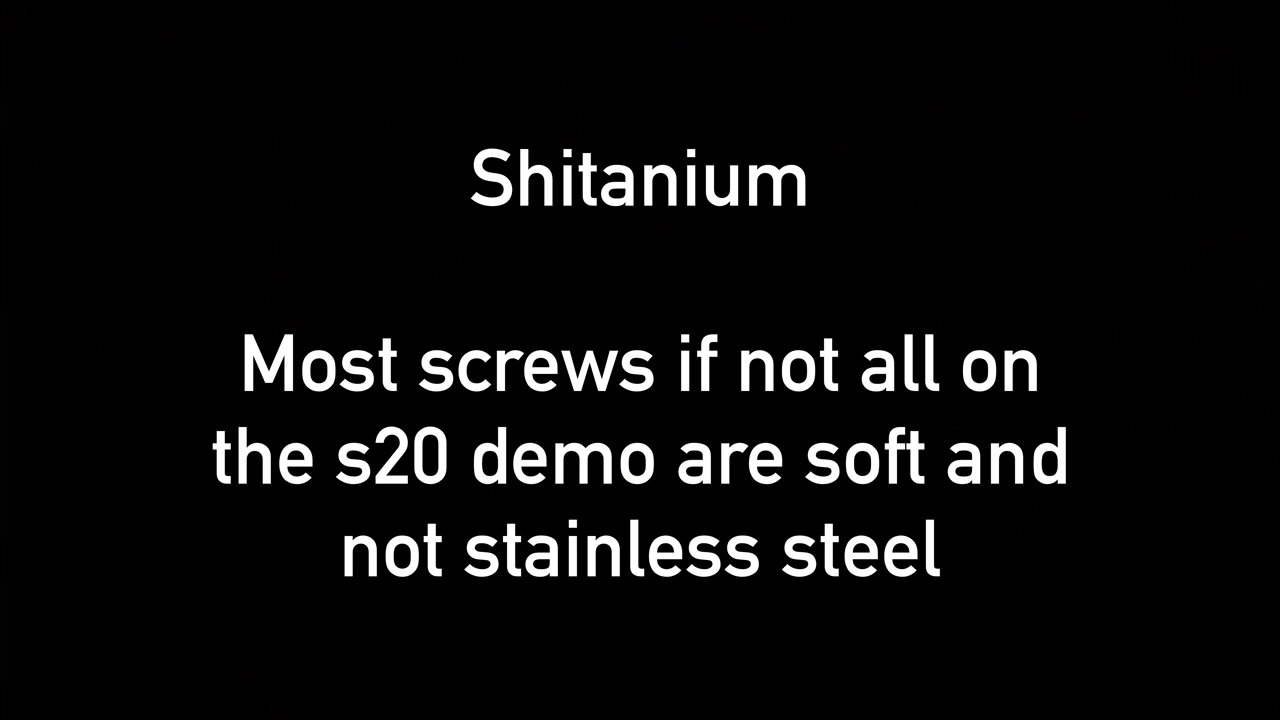 Shitanium
Most screws if not all on
the s20 demo are soft and
not stainless steel